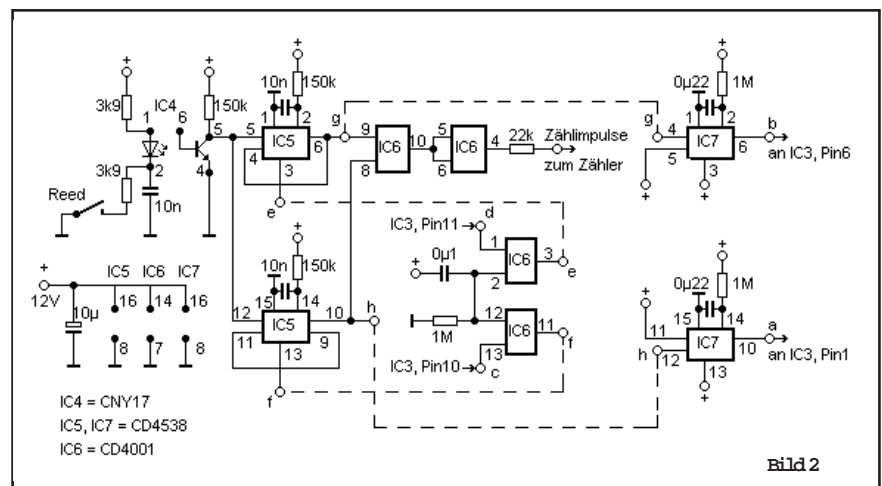 +
3k9
1
2
3k9
Reed
10n
IC4
6
+
150k
5
4
+
10n
150k
1
2
5
4
IC5
6
3
g
e
9
8
IC6
10
5
6
IC6
4
22k
Zählimpulse
zum Zähler
+
0µ22
1M
1
2
g
4
5
IC7
6
3
+
+
b
an IC3, Pin6
+
12V
10µ
IC5 IC6 IC7
16 14 16
8 7 8
+
10n
150k
15
14
12
11
IC5
10
9
13
h
f
IC3, Pin11
d
0µ1
+
1
2
IC6
3
e
1M
12
13
IC6
11
f
IC3, Pin10
c
+
0µ22
1M
+
15
14
11
12
h
IC7
10
13
+
a
an IC3, Pin1
IC4 = CNY17
IC5, IC7 = CD4538
IC6 = CD4001
Bild 2